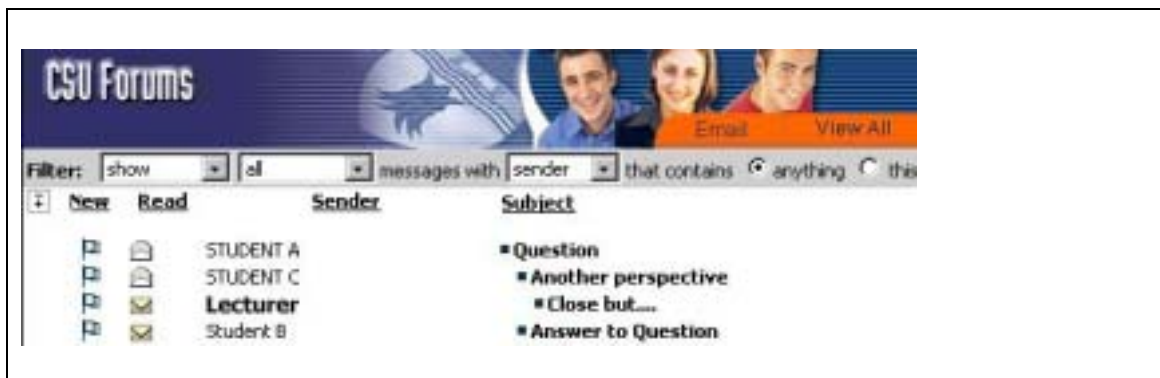 CSU Forums
Email View All
Filter: show all messages with sender that contains anything
New Read Sender Subject
STUDENT A Question
STUDENT C Another perspective
Lecturer Close but....
Student B Answer to Question